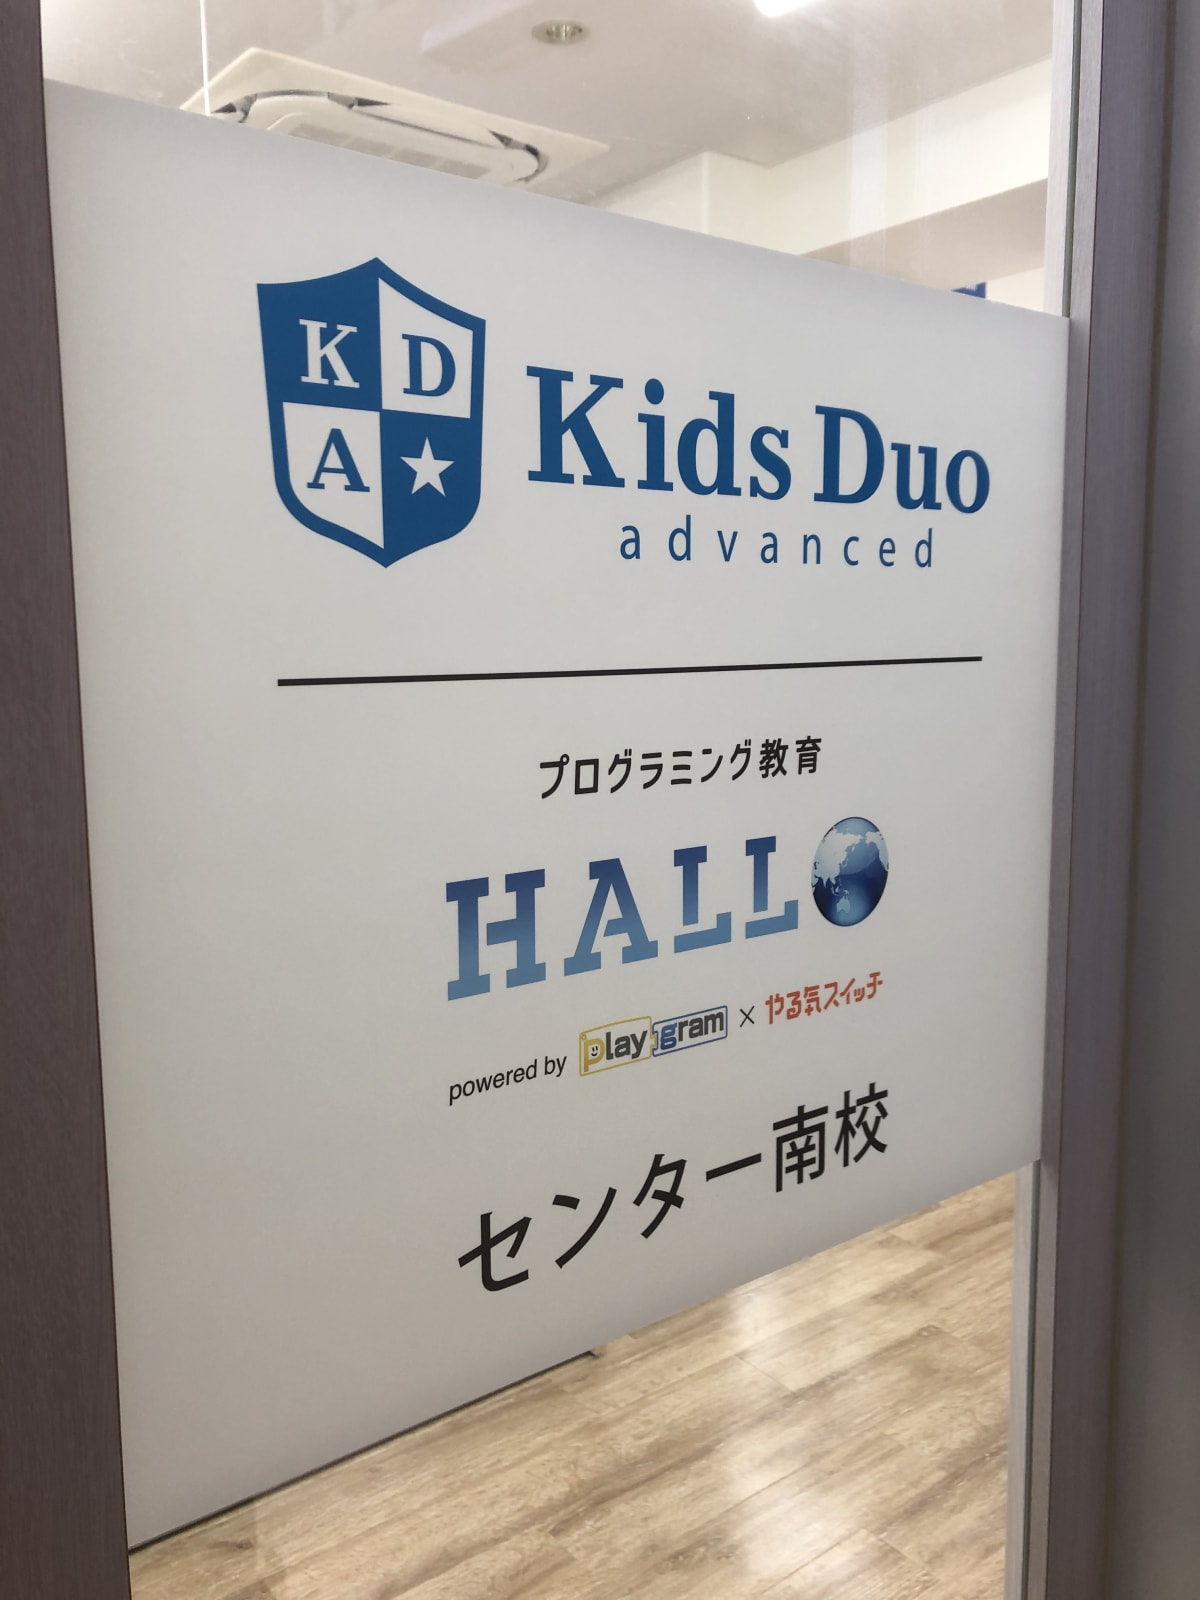 K D
A ★
Kids Duo
advanced
プログラミング教育
HALLO
powered by playgram × やる気スイッチ
センター南校